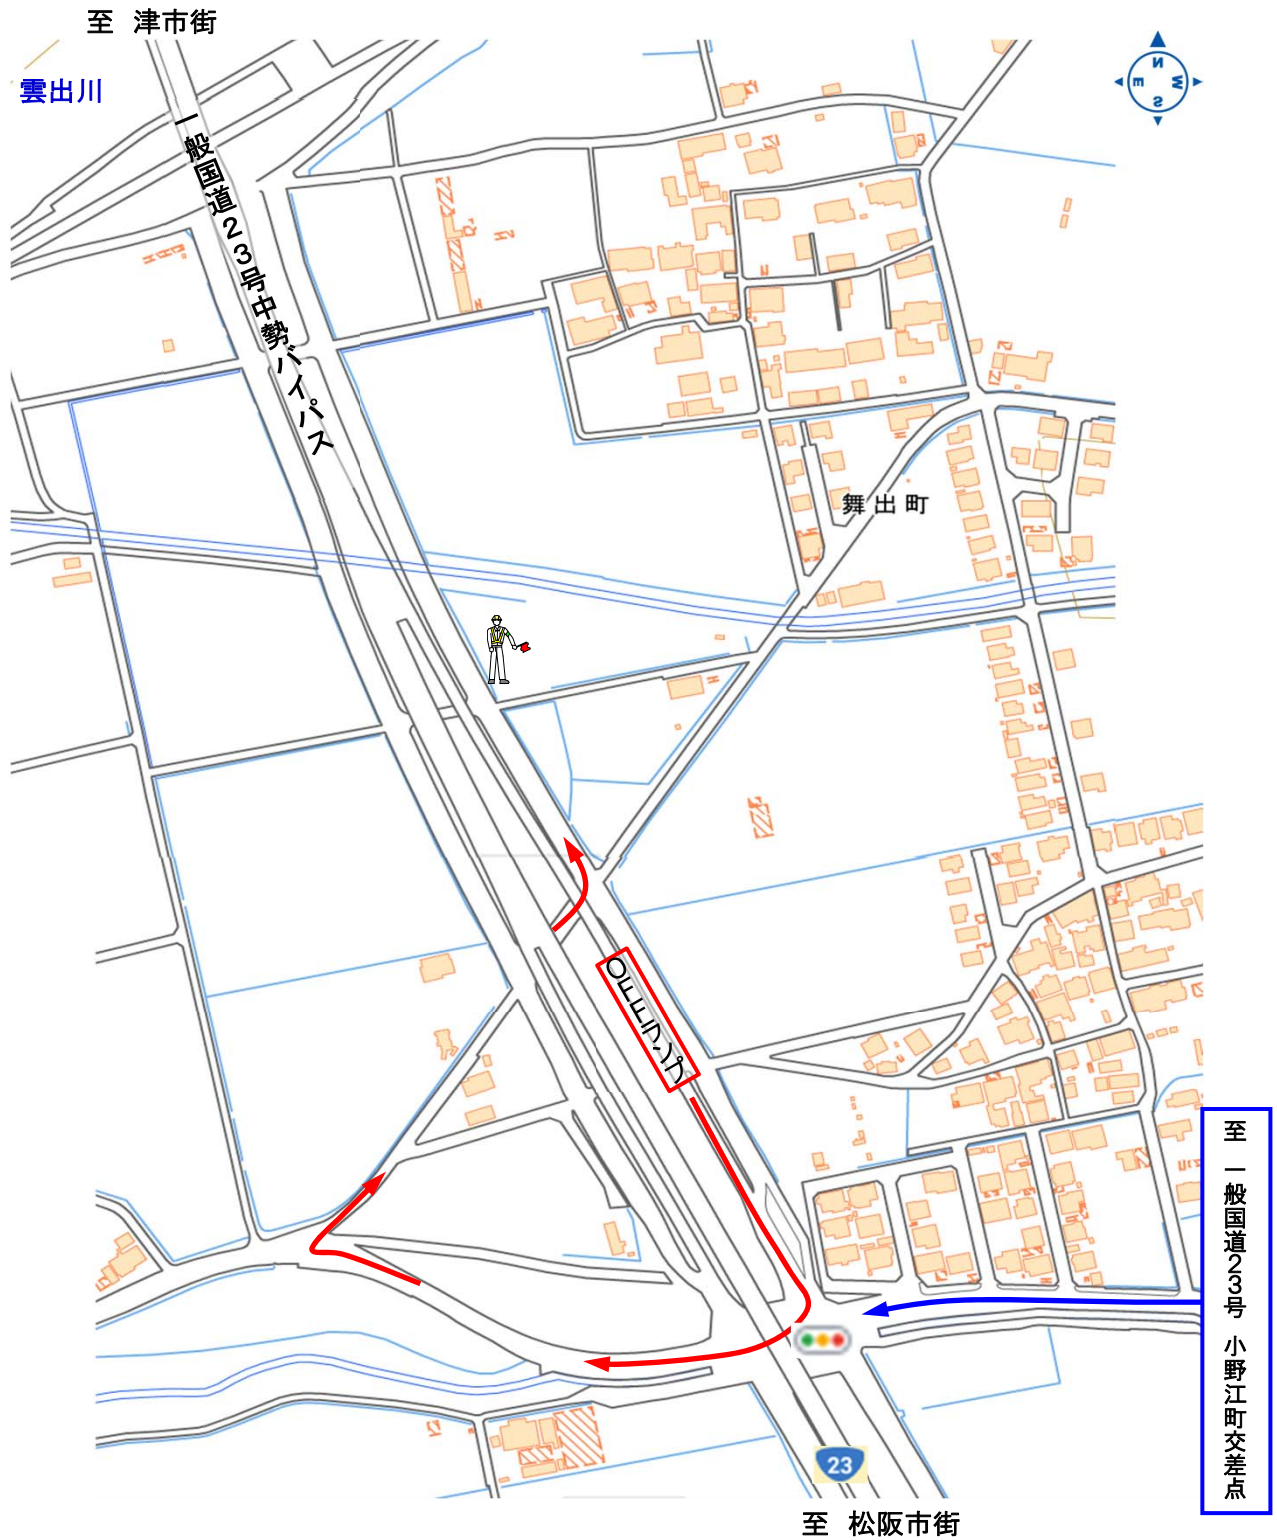 至　津市街
雲出川
N
W
E
S
一般国道２３号中勢バイパス
舞出町
OFFランプ
至　一般国道２３号　小野江町交差点
23
至　松阪市街